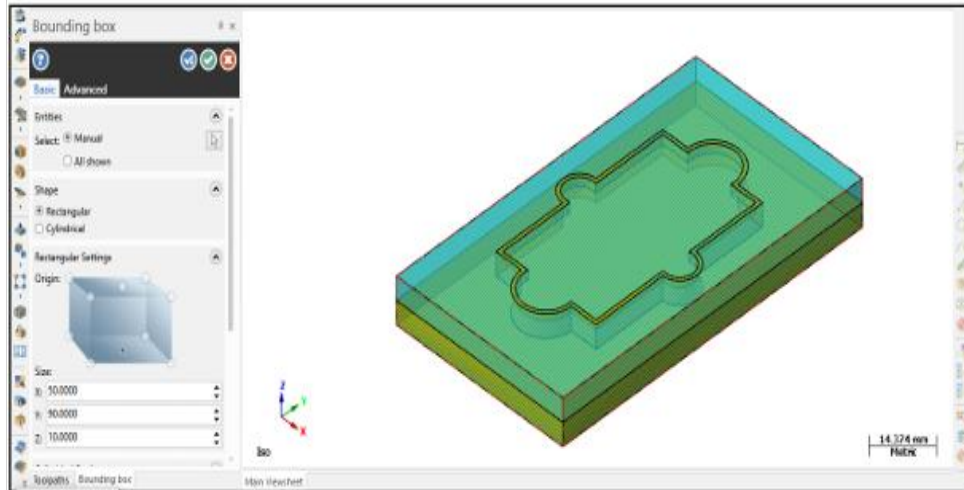 Bounding box
Basic Advanced
Entities
Select: Manual
All shown
Shape
Rectangular
Cylindrical
Rectangular Settings
Origin:
Size:
X: 50.0000
Y: 90.0000
Z: 10.0000
Toolpaths Bounding box
Z
Y
X
Iso
14.374 mm
Metric
Main Viewsheet